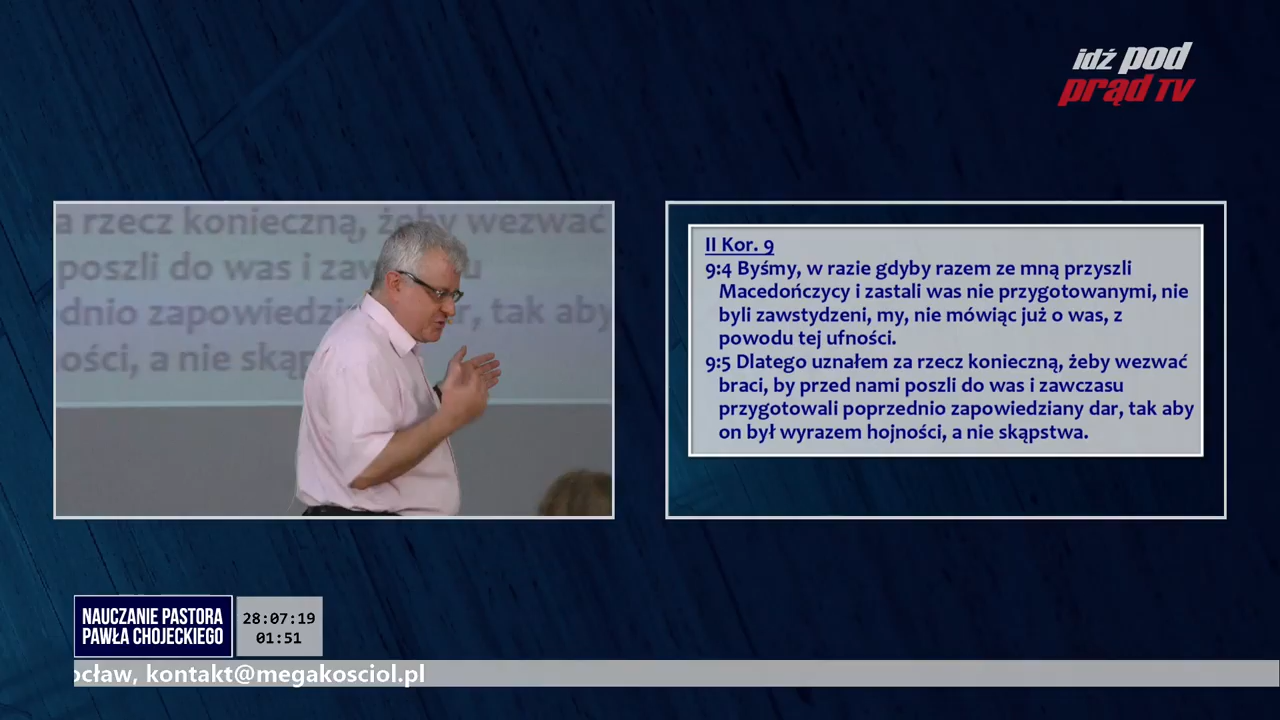 idź pod
prąd TV
a rzecz konieczną, żeby wezwać
poszli do was i zaw su
dnio zapowiedzi dar, tak aby
ości, a nie skąp
II Kor. 9
9:4 Byśmy, w razie gdyby razem ze mną przyszli
Macedończycy i zastali was nie przygotowanymi, nie
byli zawstydzeni, my, nie mówiąc już o was, z
powodu tej ufności.
9:5 Dlatego uznałem za rzecz konieczną, żeby wezwać
braci, by przed nami poszli do was i zawczasu
przygotowali poprzednio zapowiedziany dar, tak aby
on był wyrazem hojności, a nie skąpstwa.
NAUCZANIE PASTORA
PAWŁA CHOJECKIEGO
28:07:19
01:51
ocław, kontakt@megakosciol.pl